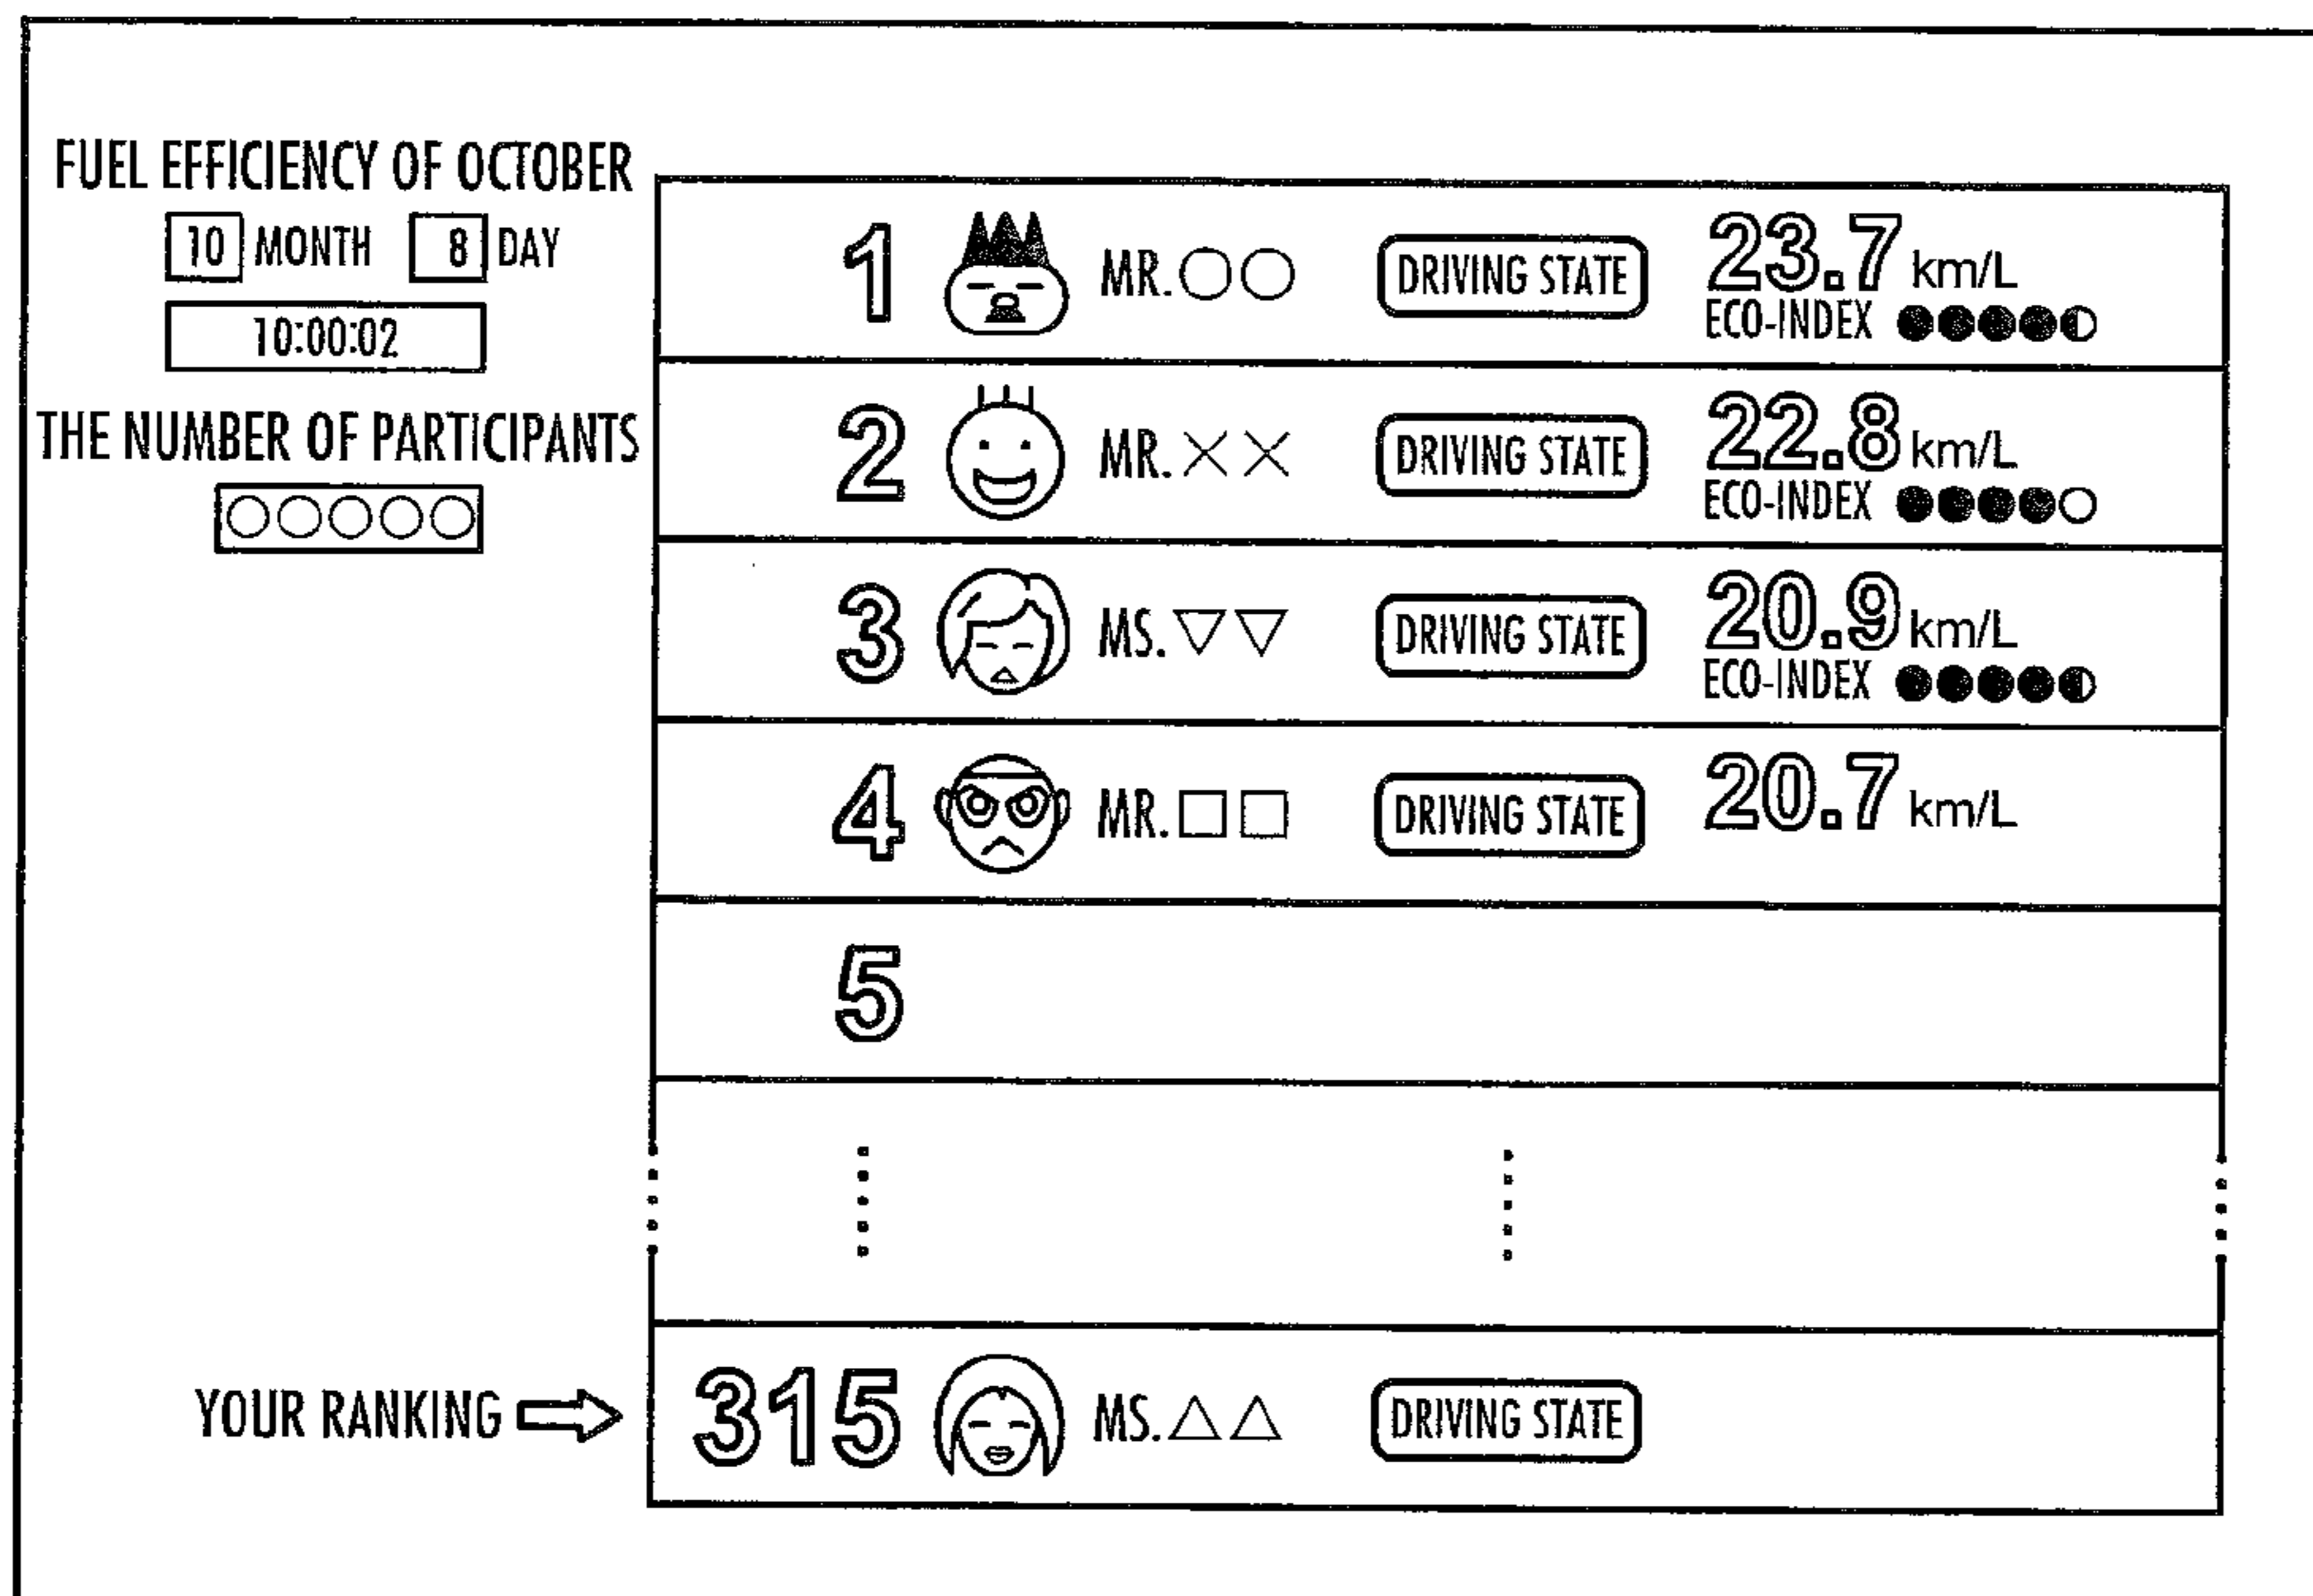 FUEL EFFICIENCY OF OCTOBER
10 MONTH 8 DAY
10:00:02
THE NUMBER OF PARTICIPANTS
○○○○○
1 MR.○○ DRIVING STATE 23.7 km/L
ECO-INDEX
2 MR.×× DRIVING STATE 22.8 km/L
ECO-INDEX
3 MS.▽▽ DRIVING STATE 20.9 km/L
ECO-INDEX
4 MR.□□ DRIVING STATE 20.7 km/L
5
YOUR RANKING ⇨ 315 MS.△△ DRIVING STATE